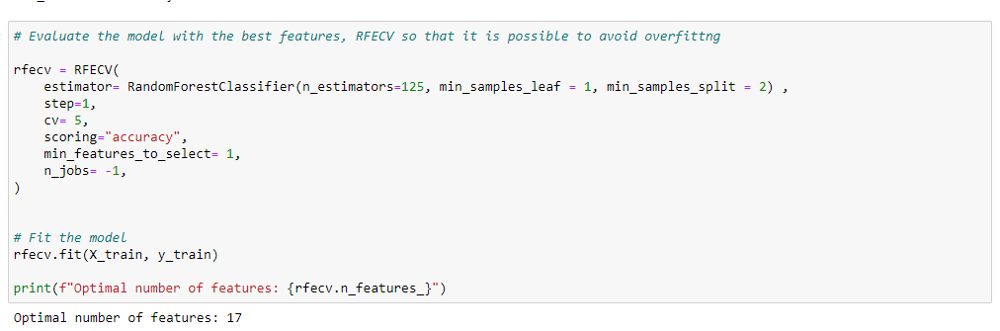 # Evaluate the model with the best features, RFECV so that it is possible to avoid overfittng
rfecv = RFECV(
estimator= RandomForestClassifier(n_estimators=125, min_samples_leaf = 1, min_samples_split = 2) ,
step=1,
cv= 5,
scoring="accuracy",
min_features_to_select= 1,
n_jobs= -1,
)
# Fit the model
rfecv.fit(X_train, y_train)
print(f"Optimal number of features: {rfecv.n_features_}")
Optimal number of features: 17